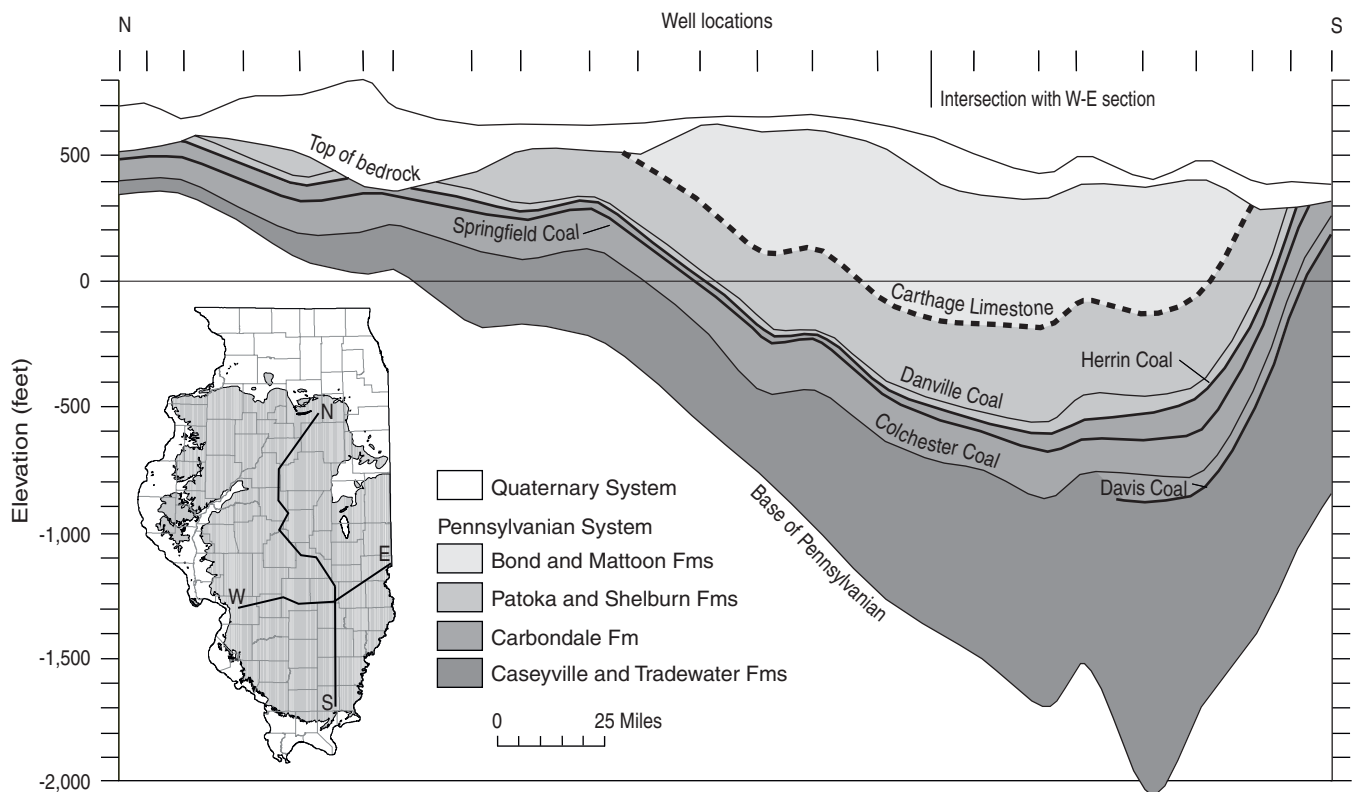 N
Well locations
S
Intersection with W-E section
Top of bedrock
500
Springfield Coal
0
Carthage Limestone
Herrin Coal
Danville Coal
-500
Colchester Coal
Davis Coal
Elevation (feet)
N
E
W
S
Quaternary System
Pennsylvanian System
Bond and Mattoon Fms
Patoka and Shelburn Fms
Carbondale Fm
Caseyville and Tradewater Fms
Base of Pennsylvanian
-1,000
-1,500
0 25 Miles
-2,000